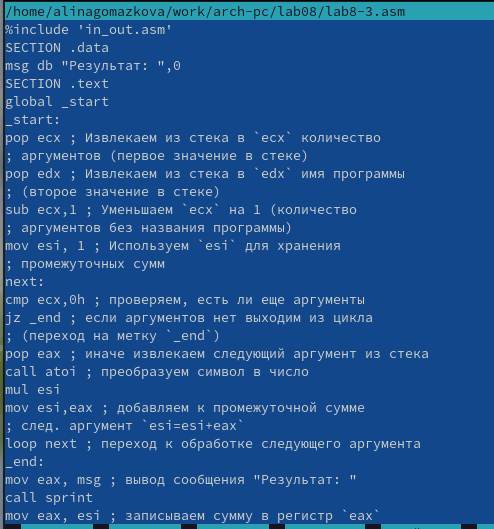 /home/alinagomazkova/work/arch-pc/lab08/lab8-3.asm
%include 'in_out.asm'
SECTION .data
msg db "Результат: ",0
SECTION .text
global _start
_start:
pop ecx ; Извлекаем из стека в `ecx` количество
; аргументов (первое значение в стеке)
pop edx ; Извлекаем из стека в `edx` имя программы
; (второе значение в стеке)
sub ecx,1 ; Уменьшаем `ecx` на 1 (количество
; аргументов без названия программы)
mov esi, 1 ; Используем `esi` для хранения
; промежуточных сумм
next:
cmp ecx,0h ; проверяем, есть ли еще аргументы
jz _end ; если аргументов нет выходим из цикла
; (переход на метку `_end`)
pop eax ; иначе извлекаем следующий аргумент из стека
call atoi ; преобразуем символ в число
mul esi
mov esi,eax ; добавляем к промежуточной сумме
; след. аргумент `esi=esi+eax`
loop next ; переход к обработке следующего аргумента
_end:
mov eax, msg ; вывод сообщения "Результат: "
call sprint
mov eax, esi ; записываем сумму в регистр `eax`